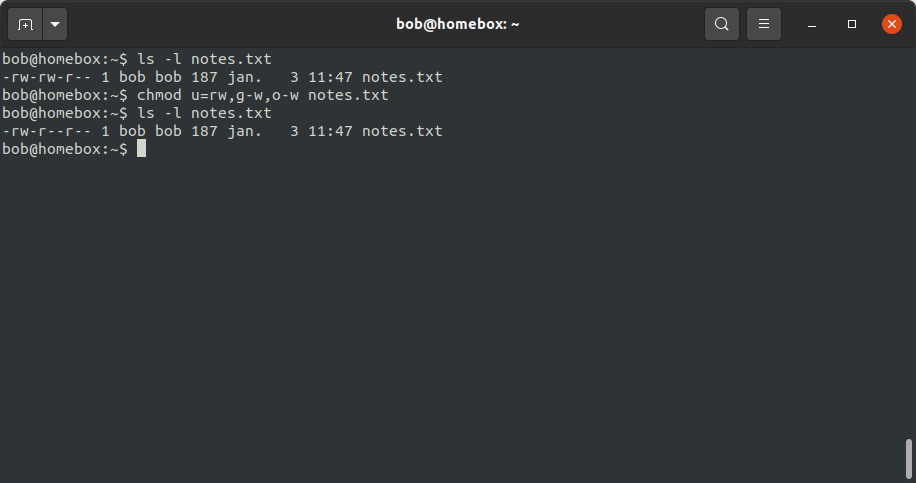 bob@homebox: ~
bob@homebox:~$ ls -l notes.txt
-rw-rw-r-- 1 bob bob 187 jan.   3 11:47 notes.txt
bob@homebox:~$ chmod u=rw,g-w,o-w notes.txt
bob@homebox:~$ ls -l notes.txt
-rw-r--r-- 1 bob bob 187 jan.   3 11:47 notes.txt
bob@homebox:~$